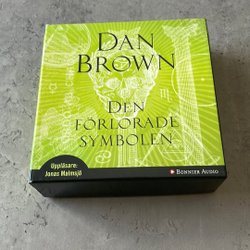 DAN
BROWN
DEN
FÖRLORADE
SYMBOLEN
Uppläsare:
Jonas Malmsjö
BONNIER AUDIO